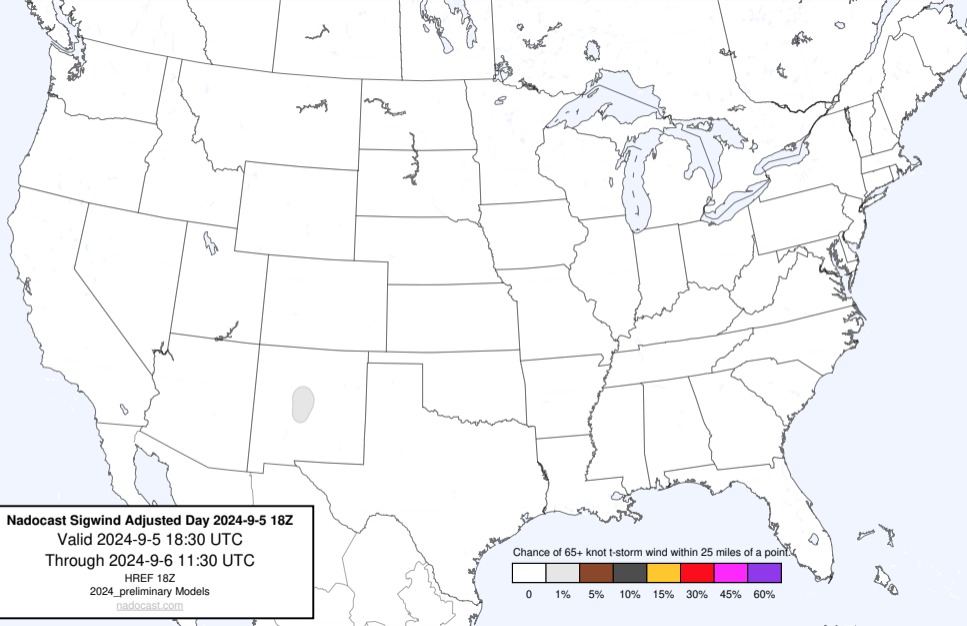 Nadocast Sigwind Adjusted Day 2024-9-5 18Z
Valid 2024-9-5 18:30 UTC
Through 2024-9-6 11:30 UTC
HREF 18Z
2024_preliminary Models
nadocast.com
Chance of 65+ knot t-storm wind within 25 miles of a point.
0 1% 5% 10% 15% 30% 45% 60%